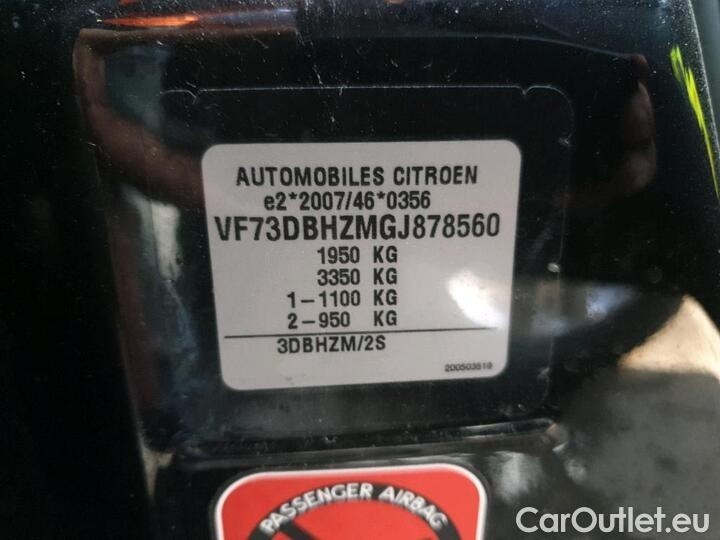 AUTOMOBILES CITROEN
e2*2007/46*0356
VF73DBHZMGJ878560
1950 KG
3350 KG
1-1100 KG
2-950 KG
3DBHZM/2S
200503519
PASSENGER AIRBAG
CarOutlet.eu